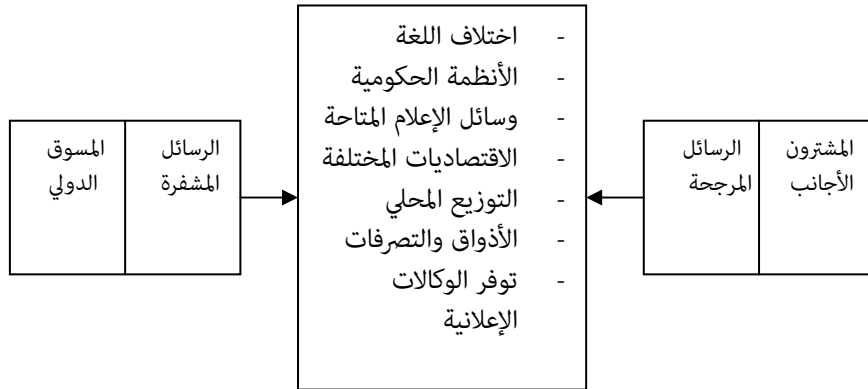 - اختلاف اللغة
- الأنظمة الحكومية
- وسائل الإعلام المتاحة
- الاقتصاديات المختلفة
- التوزيع المحلي
- الأذواق والتصرفات
- توفر الوكالات
الإعلانية
المشترون
الأجانب
الرسائل
المرجحة
الرسائل
المشفرة
المسوق
الدولي